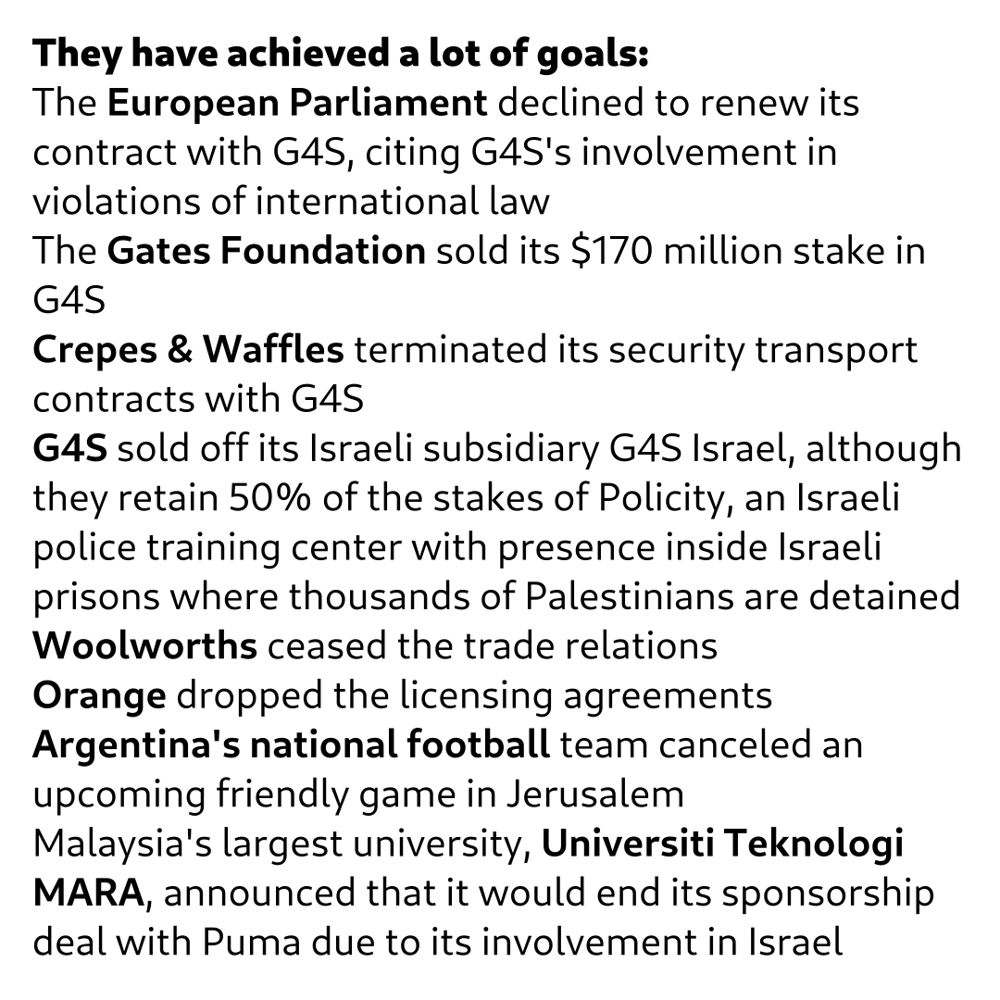 They have achieved a lot of goals:
The European Parliament declined to renew its
contract with G4S, citing G4S's involvement in
violations of international law
The Gates Foundation sold its $170 million stake in
G4S
Crepes & Waffles terminated its security transport
contracts with G4S
G4S sold off its Israeli subsidiary G4S Israel, although
they retain 50% of the stakes of Policity, an Israeli
police training center with presence inside Israeli
prisons where thousands of Palestinians are detained
Woolworths ceased the trade relations
Orange dropped the licensing agreements
Argentina's national football team canceled an
upcoming friendly game in Jerusalem
Malaysia's largest university, Universiti Teknologi
MARA, announced that it would end its sponsorship
deal with Puma due to its involvement in Israel